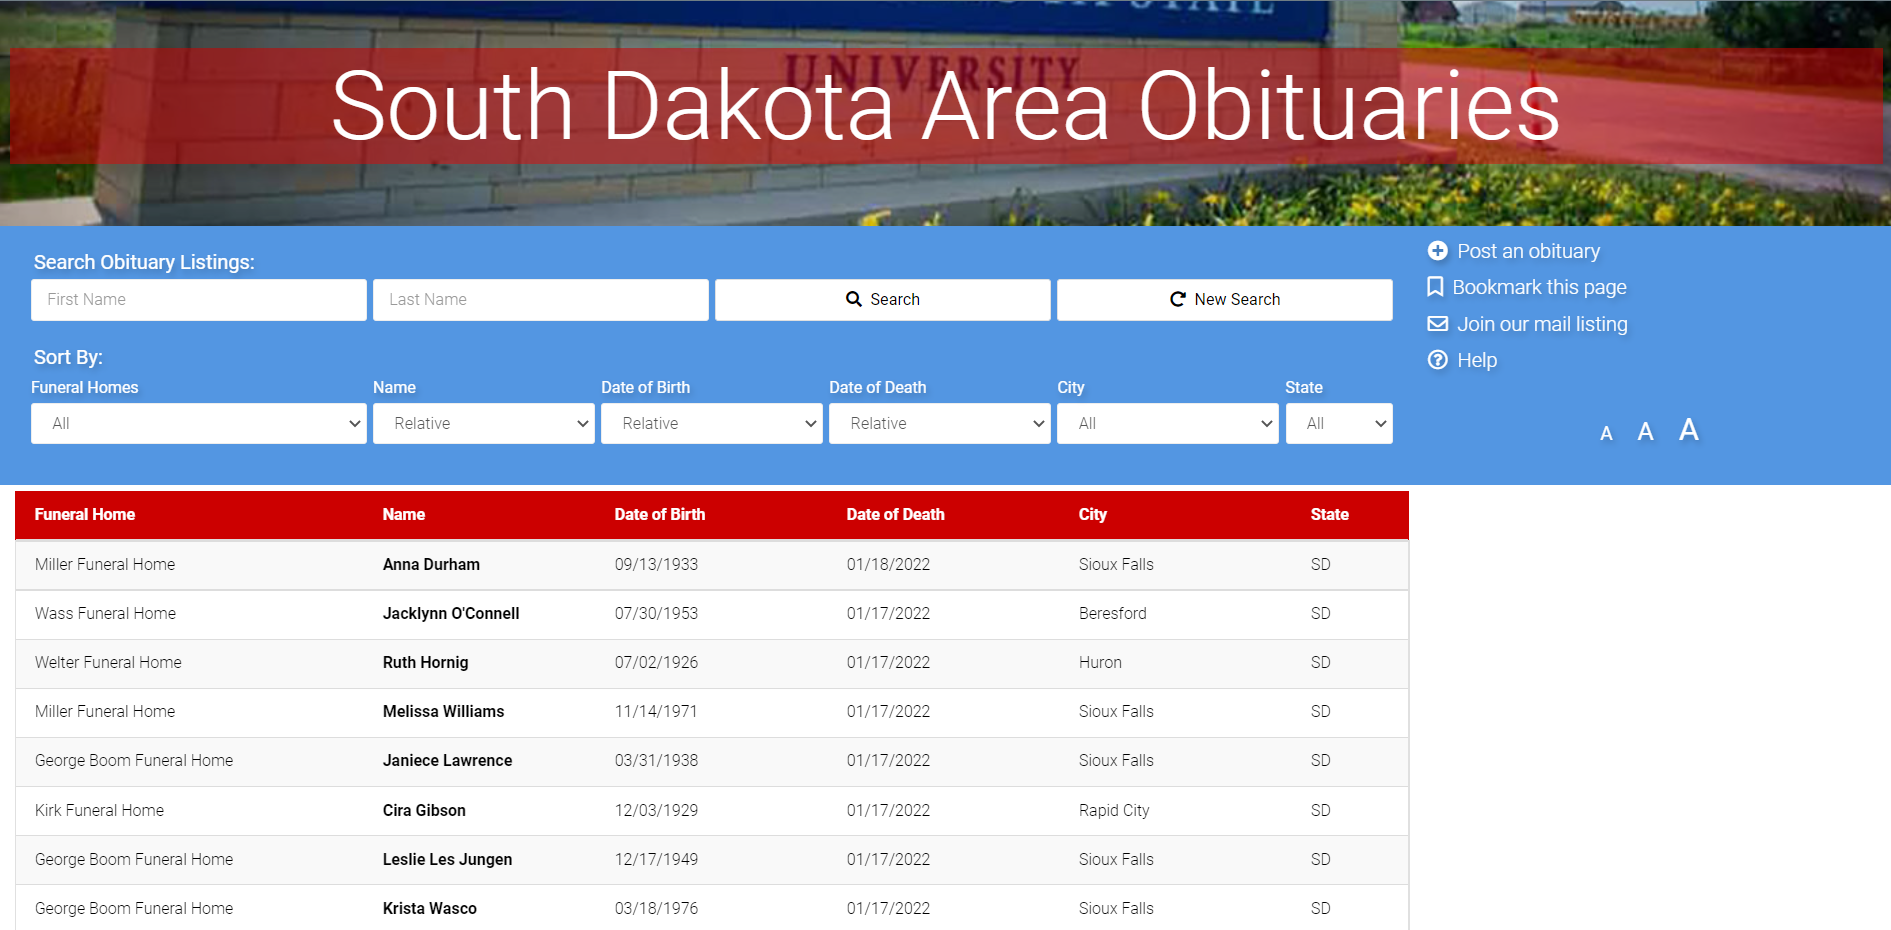 STATE
UNIVERSITY
South Dakota Area Obituaries
Search Obituary Listings:
First Name Last Name Search New Search
Sort By:
Funeral Homes Name Date of Birth Date of Death City State
All Relative Relative Relative All All
Post an obituary
Bookmark this page
Join our mail listing
Help
A A A
Funeral Home Name Date of Birth Date of Death City State
Miller Funeral Home Anna Durham 09/13/1933 01/18/2022 Sioux Falls SD
Wass Funeral Home Jacklynn O'Connell 07/30/1953 01/17/2022 Beresford SD
Welter Funeral Home Ruth Hornig 07/02/1926 01/17/2022 Huron SD
Miller Funeral Home Melissa Williams 11/14/1971 01/17/2022 Sioux Falls SD
George Boom Funeral Home Janiece Lawrence 03/31/1938 01/17/2022 Sioux Falls SD
Kirk Funeral Home Cira Gibson 12/03/1929 01/17/2022 Rapid City SD
George Boom Funeral Home Leslie Les Jungen 12/17/1949 01/17/2022 Sioux Falls SD
George Boom Funeral Home Krista Wasco 03/18/1976 01/17/2022 Sioux Falls SD